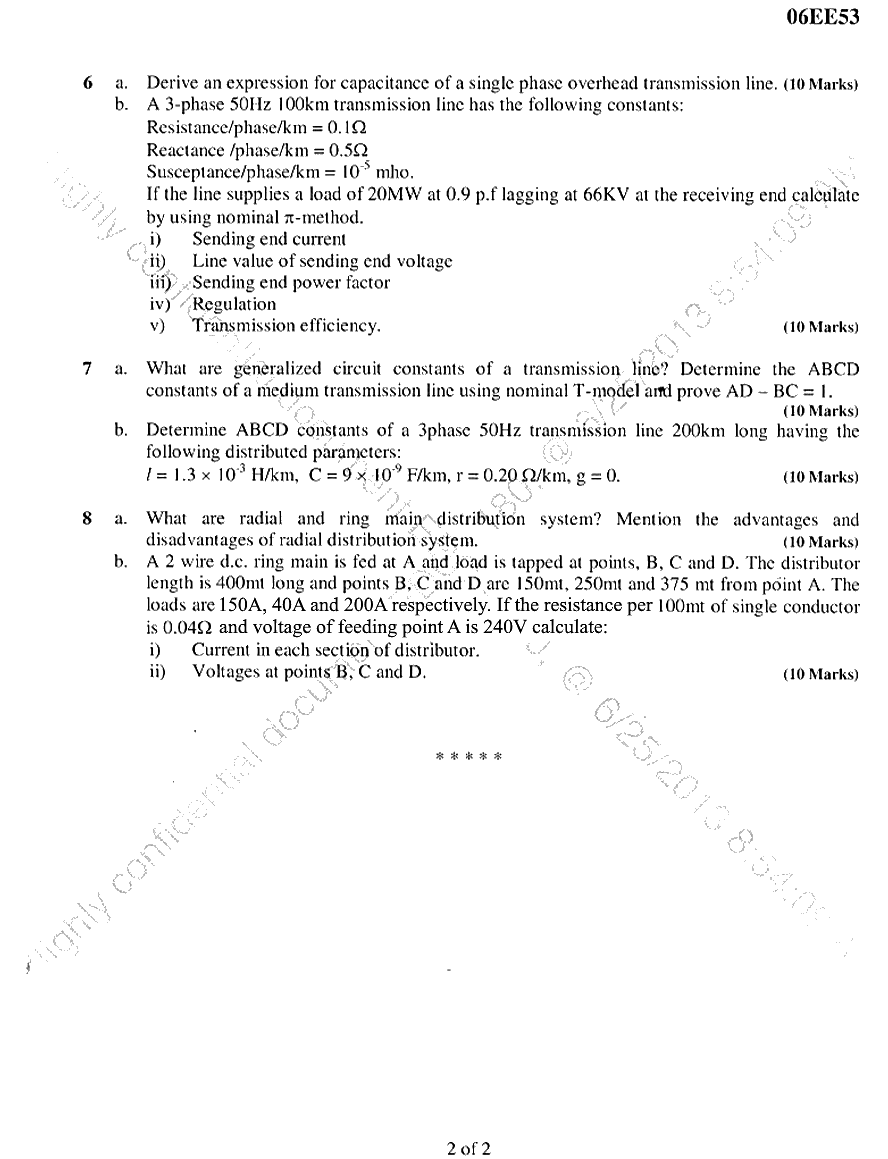 06EE53
6 a. Derive an expression for capacitance of a single phase overhead transmission line. (10 Marks)
b. A 3-phase 50Hz 100km transmission line has the following constants:
Resistance/phase/km = 0.1Ω
Reactance /phase/km = 0.5Ω
Susceptance/phase/km = 10⁻⁵ mho.
If the line supplies a load of 20MW at 0.9 p.f lagging at 66KV at the receiving end calculate
by using nominal π-method.
i) Sending end current
ii) Line value of sending end voltage
iii) Sending end power factor
iv) Regulation
v) Transmission efficiency. (10 Marks)
7 a. What are generalized circuit constants of a transmission line? Determine the ABCD
constants of a medium transmission line using nominal T-model and prove AD – BC = 1.
(10 Marks)
b. Determine ABCD constants of a 3phase 50Hz transmission line 200km long having the
following distributed parameters:
l = 1.3 × 10⁻³ H/km, C = 9 × 10⁻⁹ F/km, r = 0.20 Ω/km, g = 0. (10 Marks)
8 a. What are radial and ring main distribution system? Mention the advantages and
disadvantages of radial distribution system. (10 Marks)
b. A 2 wire d.c. ring main is fed at A and load is tapped at points, B, C and D. The distributor
length is 400mt long and points B, C and D are 150mt, 250mt and 375 mt from point A. The
loads are 150A, 40A and 200A respectively. If the resistance per 100mt of single conductor
is 0.04Ω and voltage of feeding point A is 240V calculate:
i) Current in each section of distributor.
ii) Voltages at points B, C and D. (10 Marks)
* * * * *
Highly confidential document
@ 6/25/2013 8:54:09
2 of 2